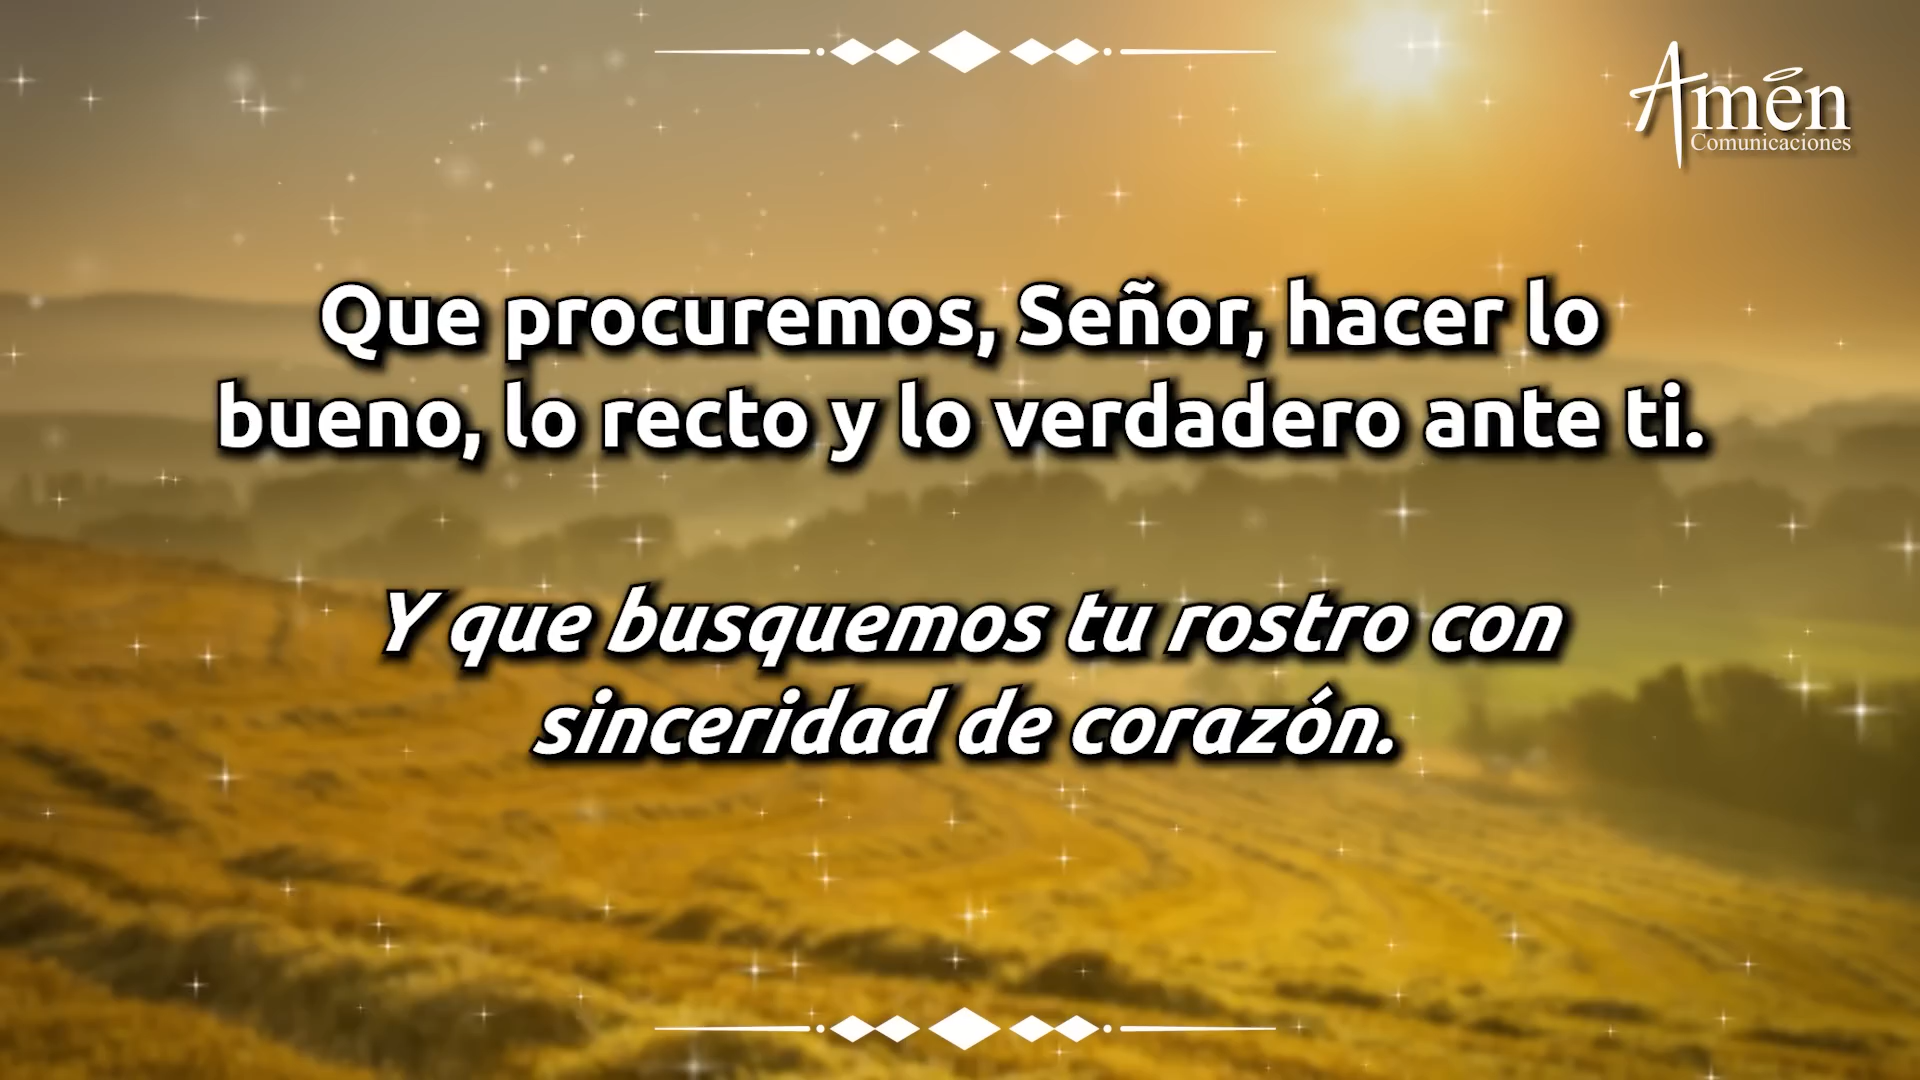 Amén
Comunicaciones
Que procuremos, Señor, hacer lo
bueno, lo recto y lo verdadero ante ti.
Y que busquemos tu rostro con
sinceridad de corazón.